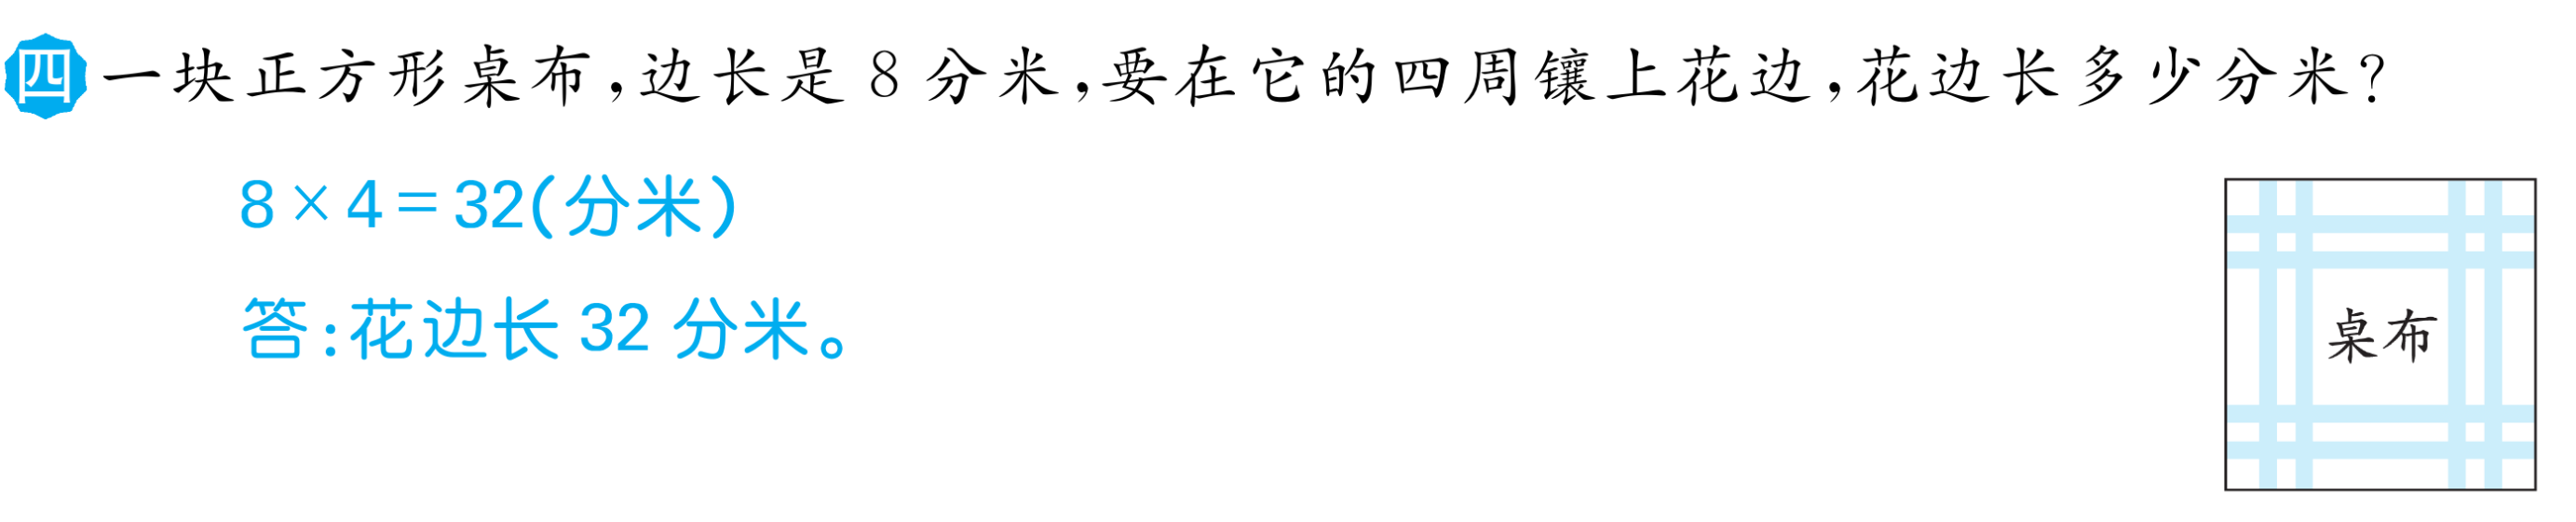 四 一块正方形桌布,边长是 8 分米,要在它的四周镶上花边,花边长多少分米?
8×4=32(分米)
答:花边长 32 分米。
桌布